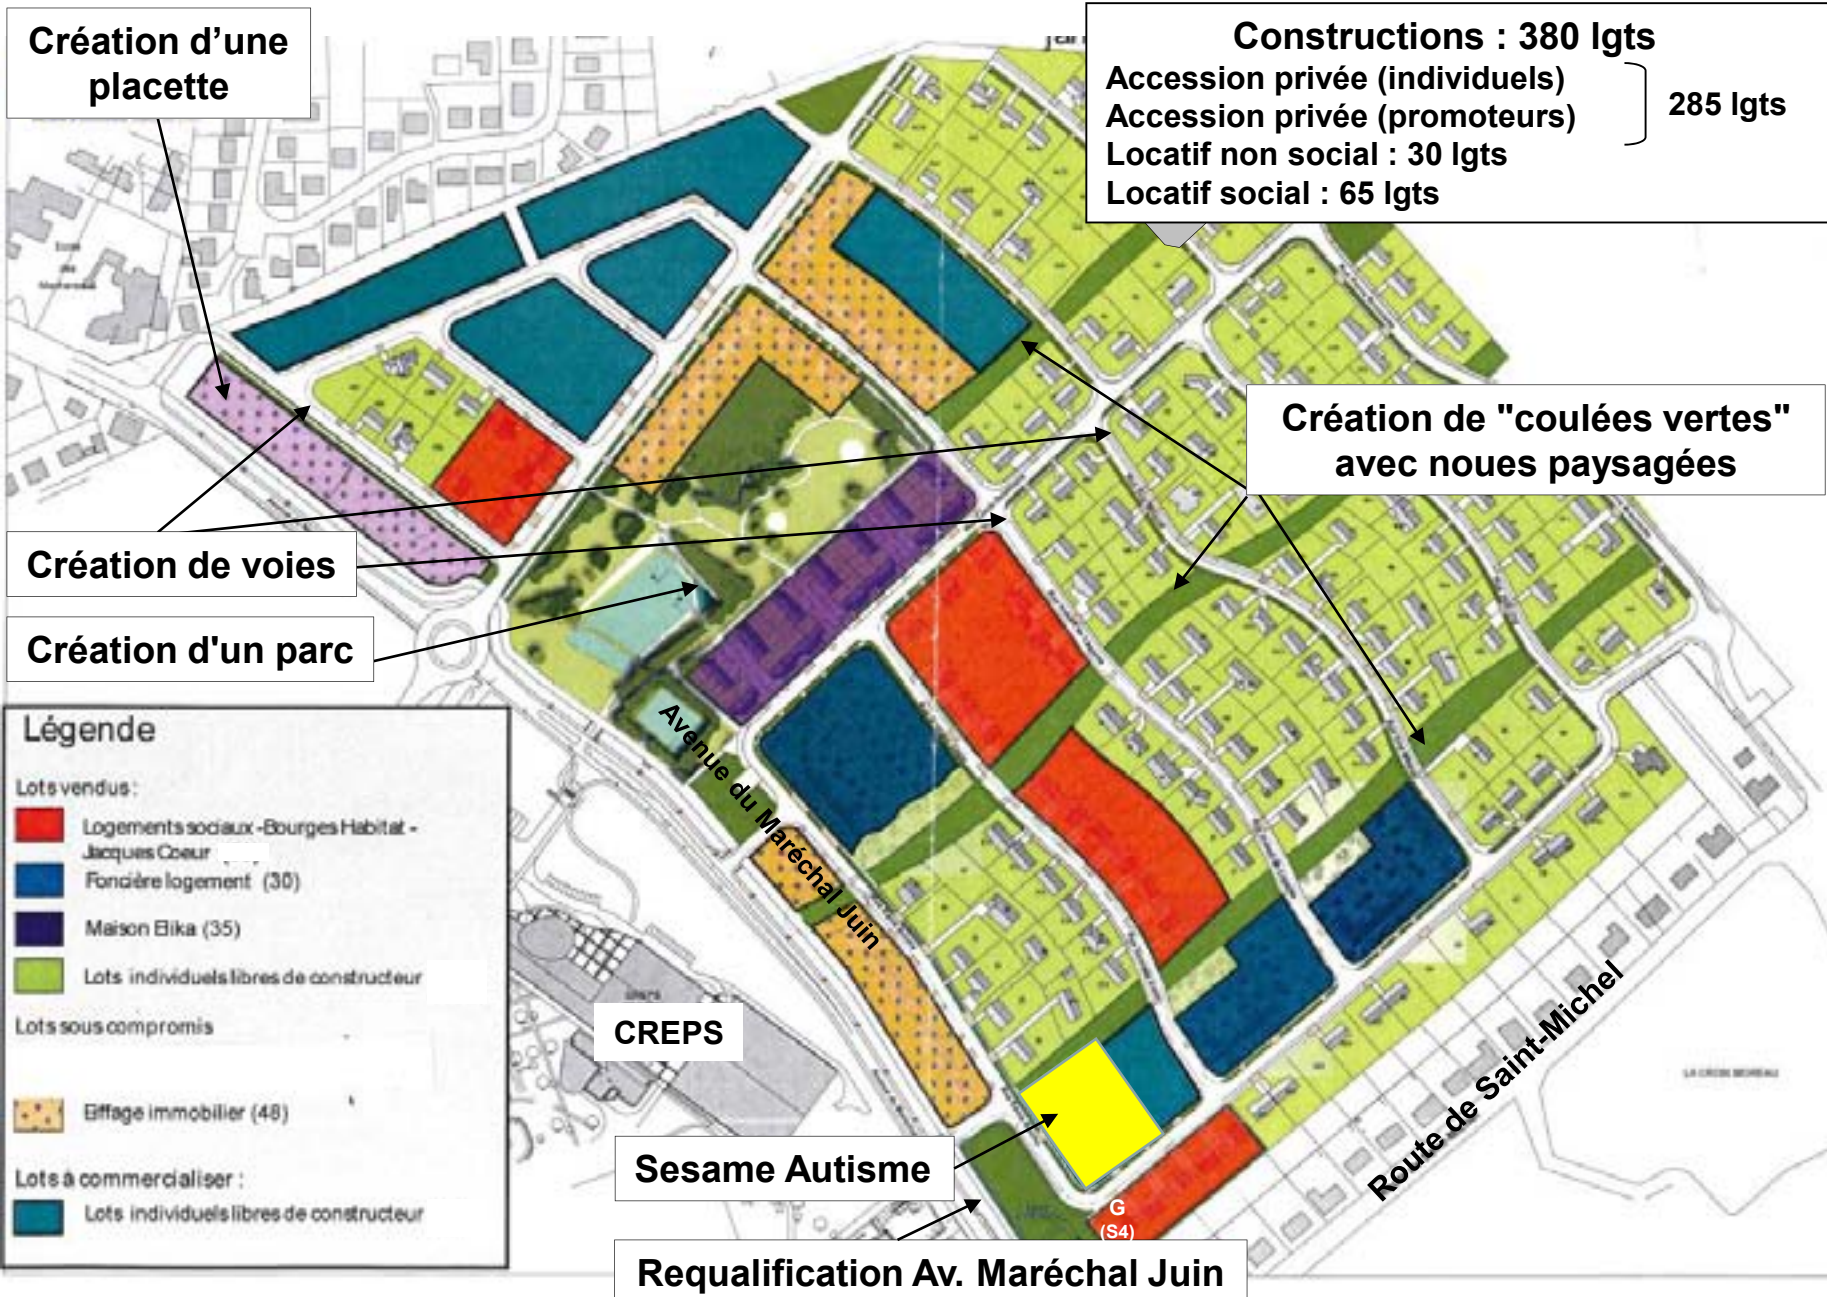 Création d’une
placette
Constructions : 380 lgts
Accession privée (individuels)
Accession privée (promoteurs)
285 lgts
Locatif non social : 30 lgts
Locatif social : 65 lgts
Création de "coulées vertes"
avec noues paysagées
Création de voies
Création d'un parc
Avenue du Maréchal Juin
Légende
Lots vendus :
Logements sociaux - Bourges Habitat -
Jacques Coeur
Foncière logement (30)
Maison Elika (35)
Lots individuels libres de constructeur
Lots sous compromis
Eiffage immobilier (48)
Lots à commercialiser :
Lots individuels libres de constructeur
CREPS
Route de Saint-Michel
LA CROIX MOREAU
Sesame Autisme
G
(S4)
Requalification Av. Maréchal Juin